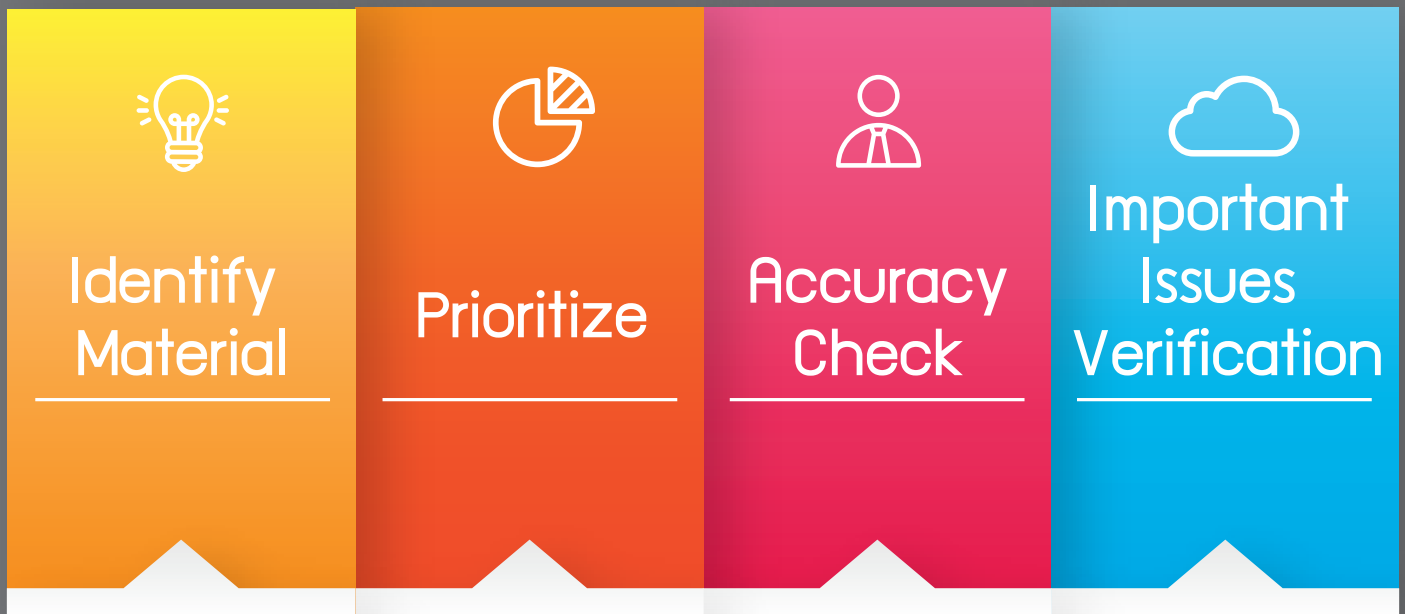 Identify
Material
Prioritize
Accuracy
Check
Important
Issues
Verification